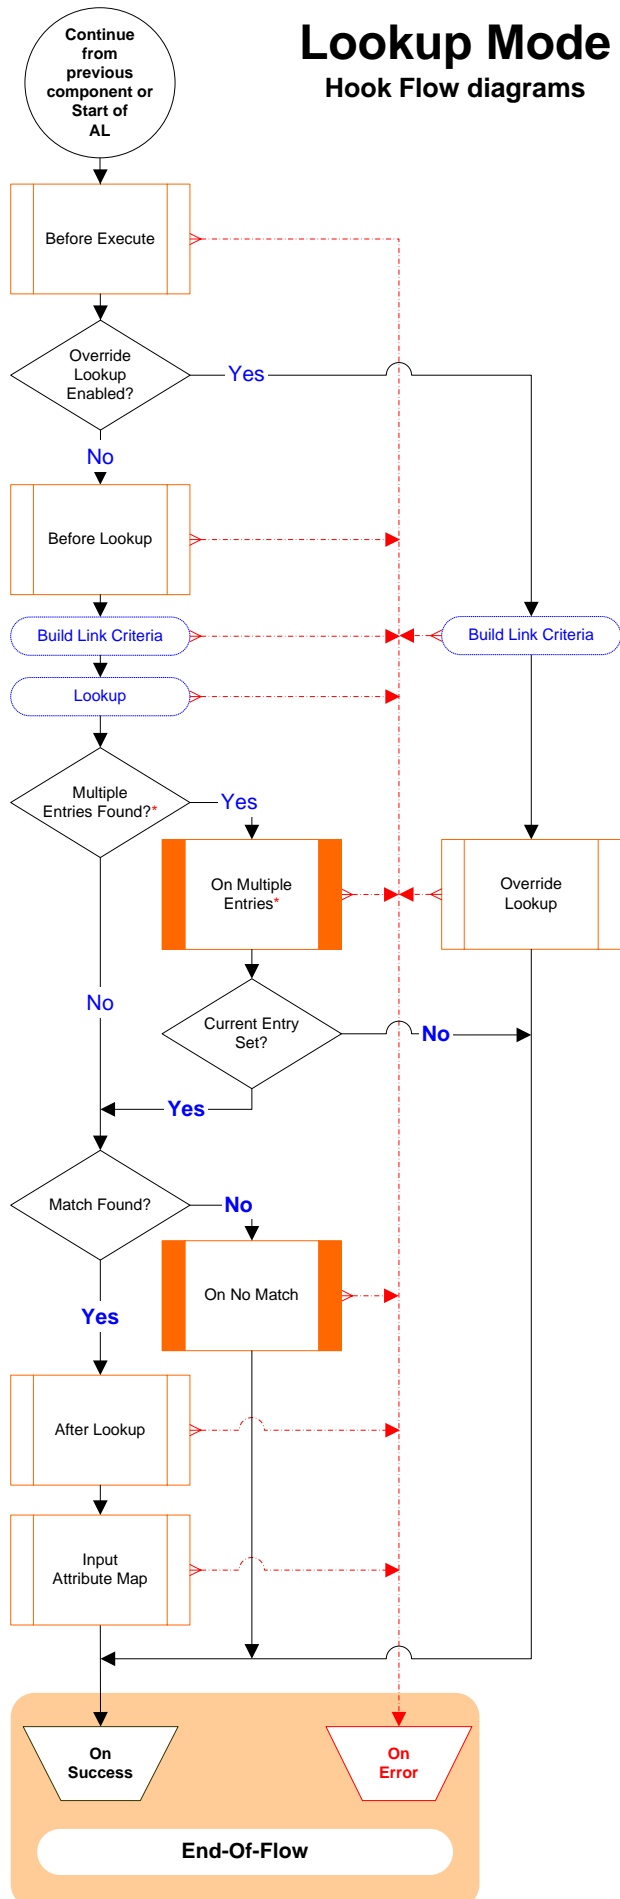 Lookup Mode
Hook Flow diagrams
Continue
from
previous
component or
Start of
AL
Before Execute
Override
Lookup
Enabled?
Yes
No
Before Lookup
Build Link Criteria
Build Link Criteria
Lookup
Multiple
Entries Found?*
Yes
On Multiple
Entries*
Override
Lookup
No
Current Entry
Set?
No
Yes
Match Found?
No
On No Match
Yes
After Lookup
Input
Attribute Map
On
Success
On
Error
End-Of-Flow